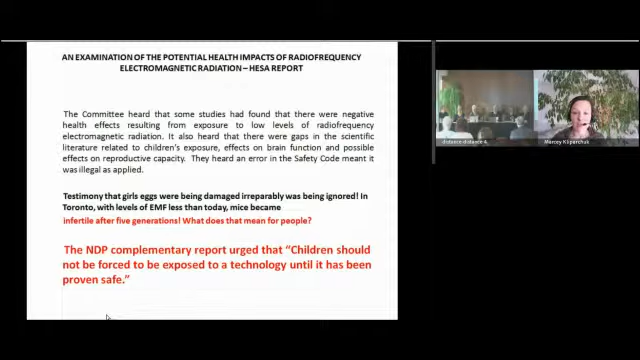 AN EXAMINATION OF THE POTENTIAL HEALTH IMPACTS OF RADIOFREQUENCY
ELECTROMAGNETIC RADIATION – HESA REPORT
The Committee heard that some studies had found that there were negative
health effects resulting from exposure to low levels of radiofrequency
electromagnetic radiation. It also heard that there were gaps in the scientific
literature related to children's exposure, effects on brain function and possible
effects on reproductive capacity. They heard an error in the Safety Code meant it
was illegal as applied.
Testimony that girls eggs were being damaged irreparably was being ignored! In
Toronto, with levels of EMF less than today, mice became
infertile after five generations! What does that mean for people?
The NDP complementary report urged that “Children should
not be forced to be exposed to a technology until it has been
proven safe.”
distance distance 4
Marcey Kliparchuk